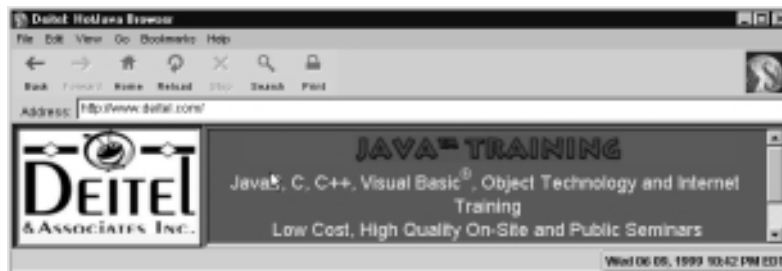 Deitel: HotJava Browser
File Edit View Go Bookmarks Help
Back Forward Home Reload Stop Search Print
Address: http://www.deitel.com/
DEITEL
& ASSOCIATES INC.
JAVA™ TRAINING
Java, C, C++, Visual Basic®, Object Technology and Internet
Training
Low Cost, High Quality On-Site and Public Seminars
Wed 06 09, 1999 10:42 PM EDT